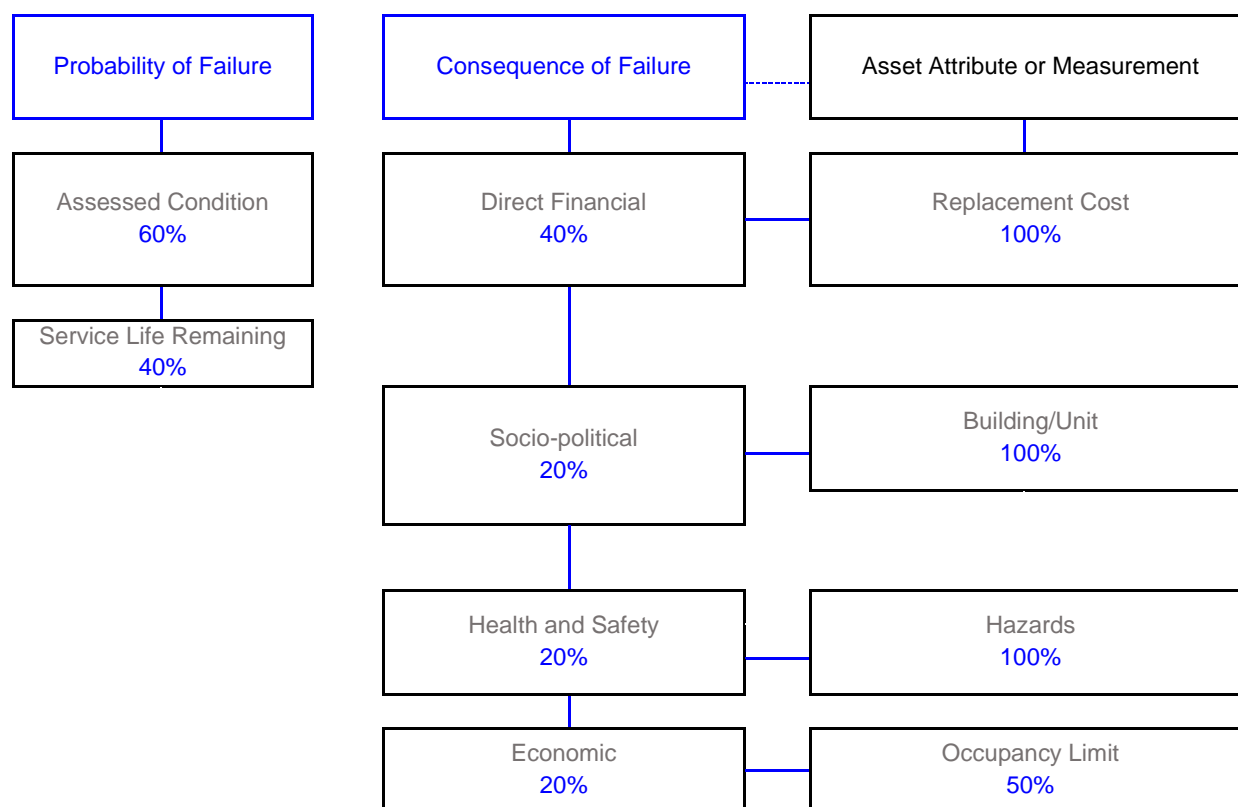 Probability of Failure
Consequence of Failure
Asset Attribute or Measurement
Assessed Condition
60%
Direct Financial
40%
Replacement Cost
100%
Service Life Remaining
40%
Socio-political
20%
Building/Unit
100%
Health and Safety
20%
Hazards
100%
Economic
20%
Occupancy Limit
50%